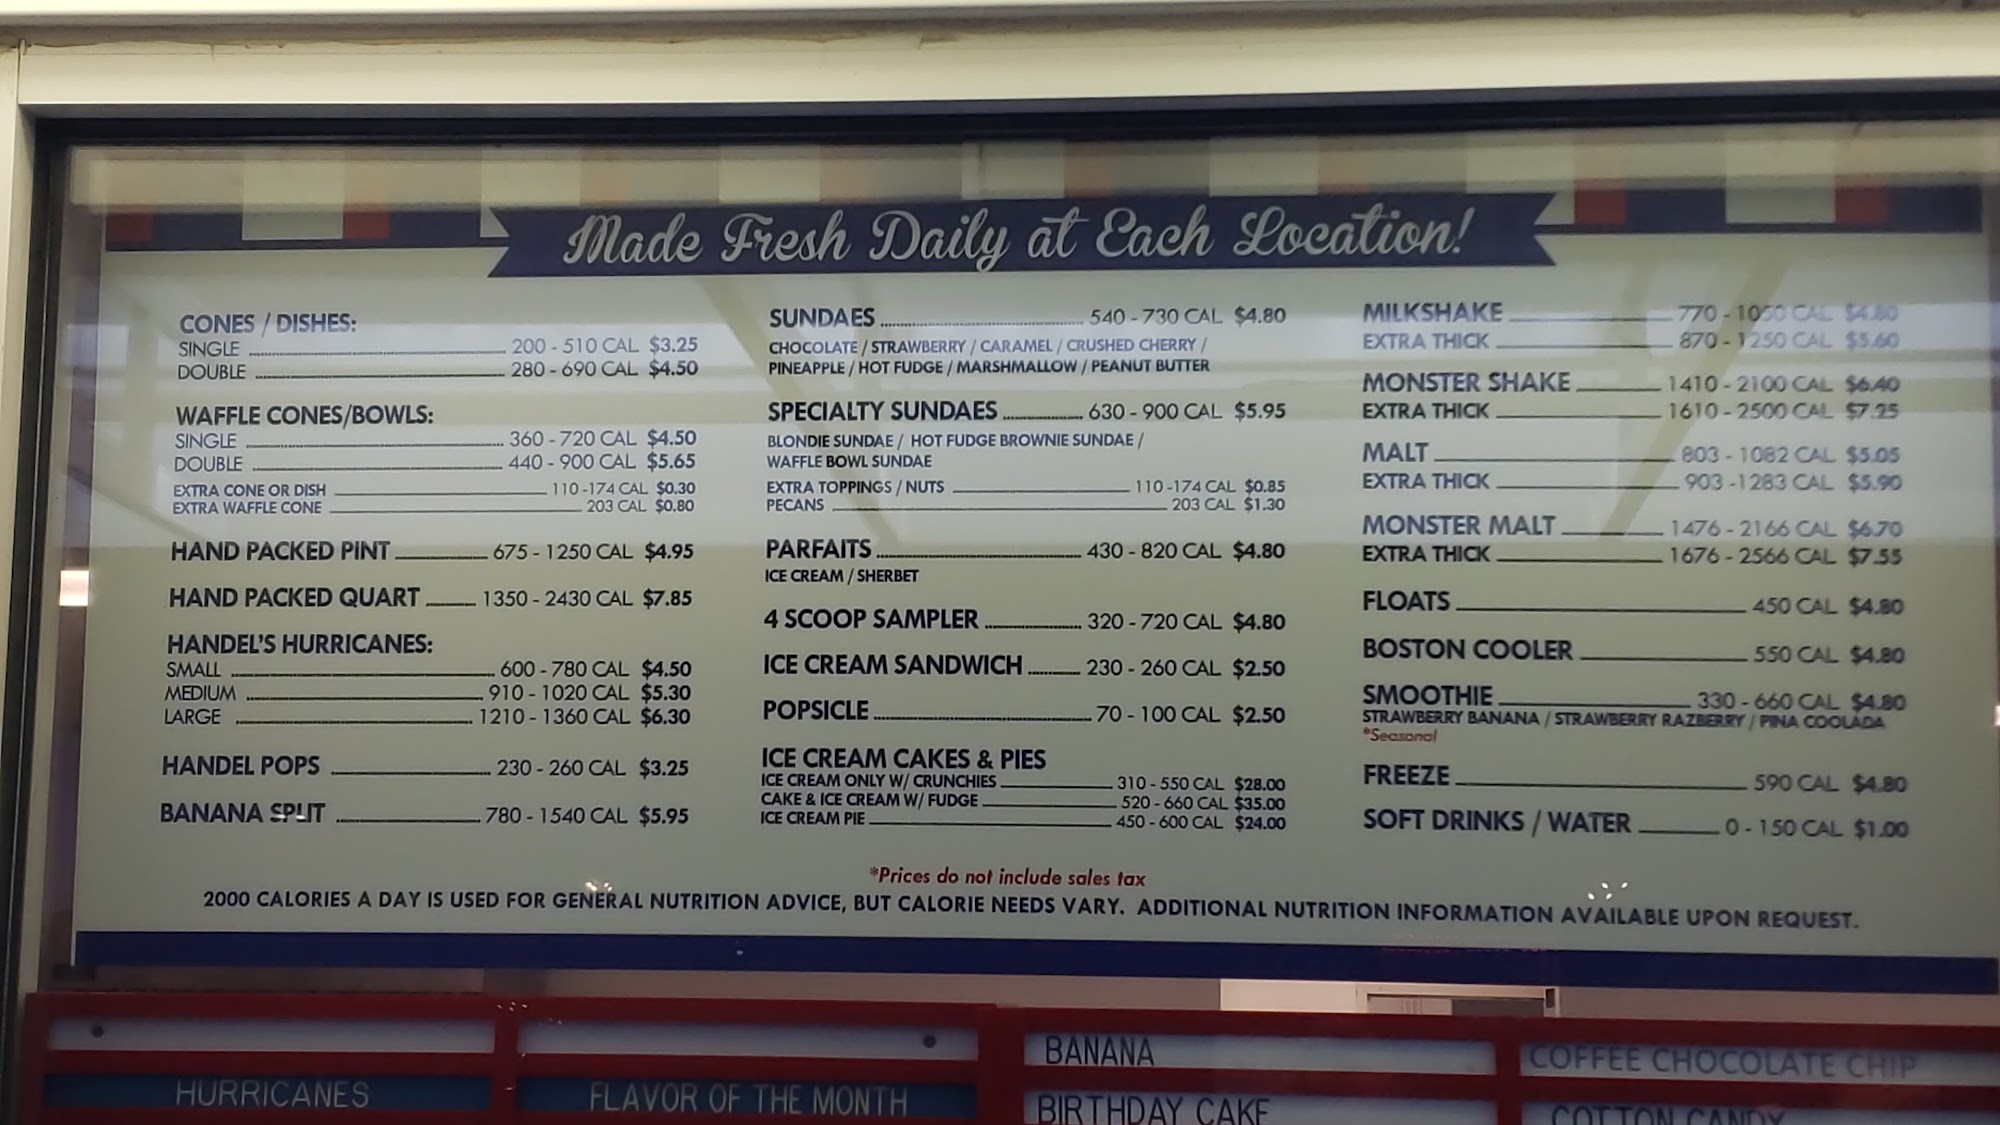 Made Fresh Daily at Each Location!
CONES / DISHES:
SINGLE 200 - 510 CAL $3.25
DOUBLE 280 - 690 CAL $4.50
WAFFLE CONES/BOWLS:
SINGLE 360 - 720 CAL $4.50
DOUBLE 440 - 900 CAL $5.65
EXTRA CONE OR DISH 110 -174 CAL $0.30
EXTRA WAFFLE CONE 203 CAL $0.80
HAND PACKED PINT 675 - 1250 CAL $4.95
HAND PACKED QUART 1350 - 2430 CAL $7.85
HANDEL'S HURRICANES:
SMALL 600 - 780 CAL $4.50
MEDIUM 910 - 1020 CAL $5.30
LARGE 1210 - 1360 CAL $6.30
HANDEL POPS 230 - 260 CAL $3.25
BANANA SPLIT 780 - 1540 CAL $5.95
SUNDAES 540 - 730 CAL $4.80
CHOCOLATE / STRAWBERRY / CARAMEL / CRUSHED CHERRY /
PINEAPPLE / HOT FUDGE / MARSHMALLOW / PEANUT BUTTER
SPECIALTY SUNDAES 630 - 900 CAL $5.95
BLONDIE SUNDAE / HOT FUDGE BROWNIE SUNDAE /
WAFFLE BOWL SUNDAE
EXTRA TOPPINGS / NUTS 110 -174 CAL $0.85
PECANS 203 CAL $1.30
PARFAITS 430 - 820 CAL $4.80
ICE CREAM / SHERBET
4 SCOOP SAMPLER 320 - 720 CAL $4.80
ICE CREAM SANDWICH 230 - 260 CAL $2.50
POPSICLE 70 - 100 CAL $2.50
ICE CREAM CAKES & PIES
ICE CREAM ONLY W/ CRUNCHIES 310 - 550 CAL $28.00
CAKE & ICE CREAM W/ FUDGE 520 - 660 CAL $35.00
ICE CREAM PIE 450 - 600 CAL $24.00
MILKSHAKE 770 - 1050 CAL $4.80
EXTRA THICK 870 - 1250 CAL $5.60
MONSTER SHAKE 1410 - 2100 CAL $6.40
EXTRA THICK 1610 - 2500 CAL $7.25
MALT 803 - 1082 CAL $5.05
EXTRA THICK 903 -1283 CAL $5.90
MONSTER MALT 1476 - 2166 CAL $6.70
EXTRA THICK 1676 - 2566 CAL $7.55
FLOATS 450 CAL $4.80
BOSTON COOLER 550 CAL $4.80
SMOOTHIE 330 - 660 CAL $4.80
STRAWBERRY BANANA / STRAWBERRY RAZBERRY / PINA COOLADA
*Seasonal
FREEZE 590 CAL $4.80
SOFT DRINKS / WATER 0 - 150 CAL $1.00
*Prices do not include sales tax
2000 CALORIES A DAY IS USED FOR GENERAL NUTRITION ADVICE, BUT CALORIE NEEDS VARY. ADDITIONAL NUTRITION INFORMATION AVAILABLE UPON REQUEST.
HURRICANES
FLAVOR OF THE MONTH
BANANA
BIRTHDAY CAKE
COFFEE CHOCOLATE CHIP
COTTON CANDY